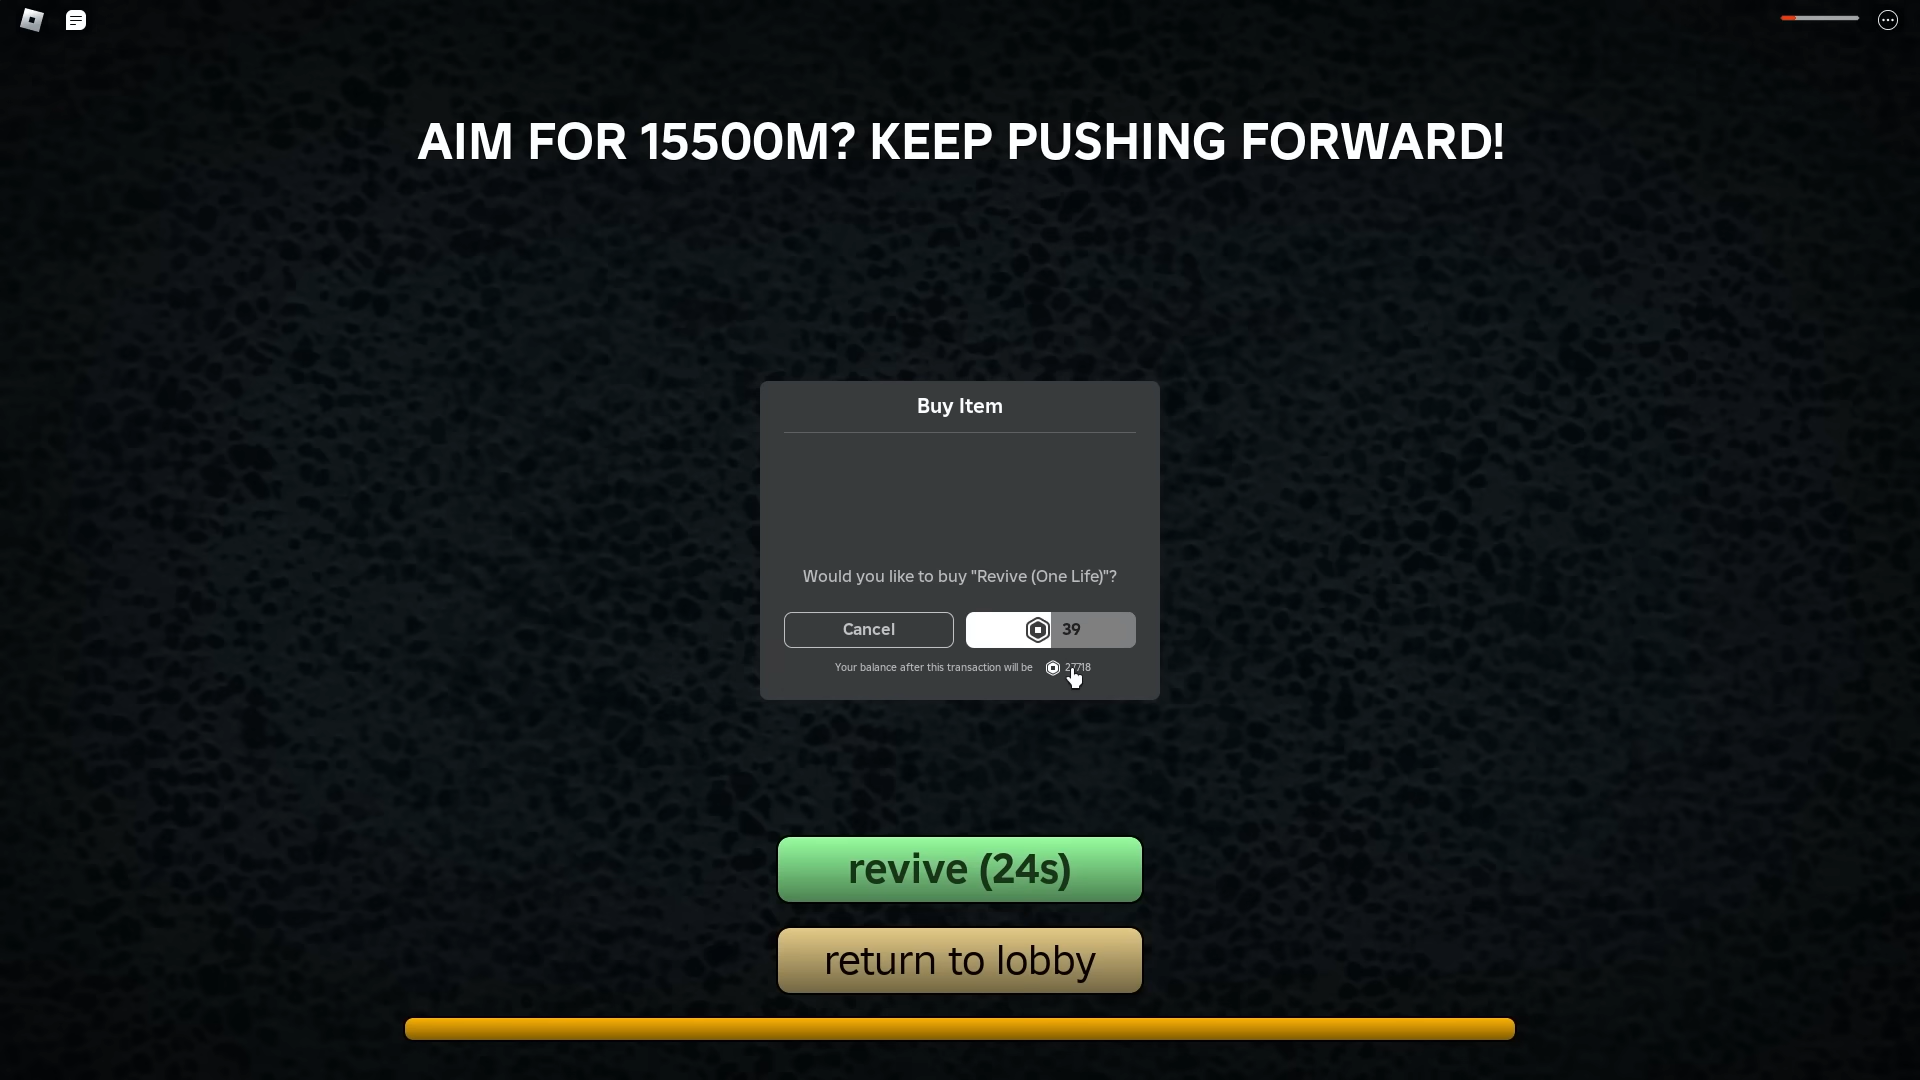 AIM FOR 15500M? KEEP PUSHING FORWARD!
Buy Item
Would you like to buy "Revive (One Life)"?
Cancel
39
Your balance after this transaction will be 27718
revive (24s)
return to lobby